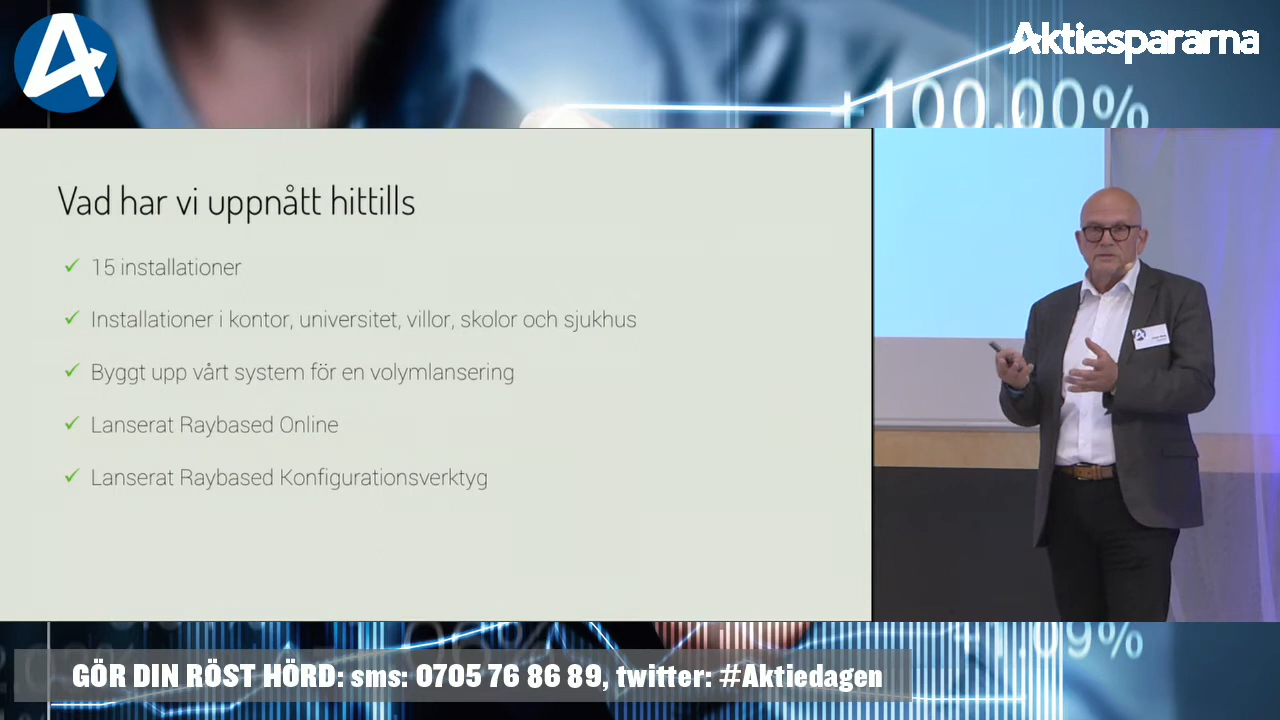 Aktiespararna
+100.00%
Vad har vi uppnått hittills
✓ 15 installationer
✓ Installationer i kontor, universitet, villor, skolor och sjukhus
✓ Byggt upp vårt system för en volymlansering
✓ Lanserat Raybased Online
✓ Lanserat Raybased Konfigurationsverktyg
+1.09%
GÖR DIN RÖST HÖRD: sms: 0705 76 86 89, twitter: #Aktiedagen